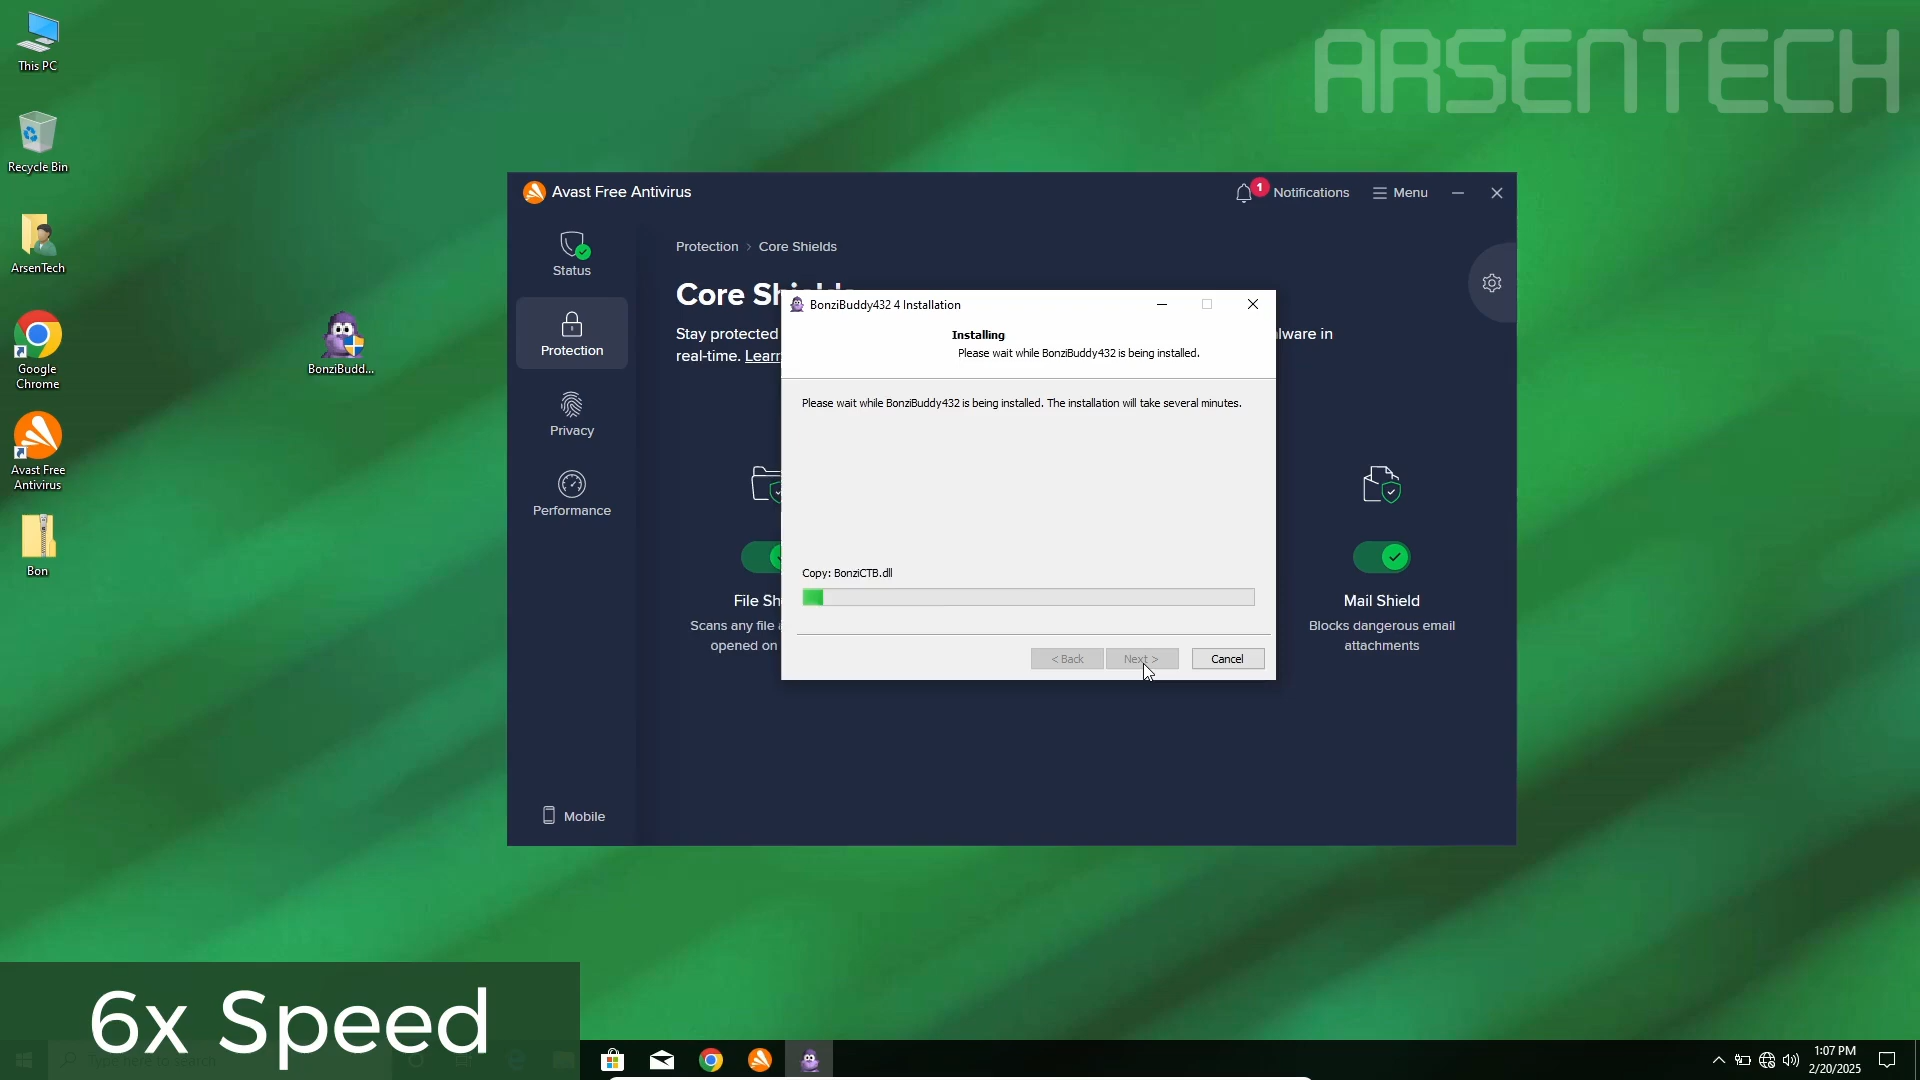 This PC
Recycle Bin
ArsenTech
Google
Chrome
Avast Free
Antivirus
Bon
BonziBudd...
ARSENTECH
Avast Free Antivirus
1
Notifications
Menu
Status
Protection
Privacy
Performance
Mobile
Protection › Core Shields
Core Sh
Stay protected
real-time. Learn
lware in
BonziBuddy432 4 Installation
Installing
Please wait while BonziBuddy432 is being installed.
Please wait while BonziBuddy432 is being installed. The installation will take several minutes.
Copy: BonziCTB.dll
< Back
Next >
Cancel
File Sh
Scans any file a
opened on
Mail Shield
Blocks dangerous email
attachments
6x Speed
Type here to search
1:07 PM
2/20/2025